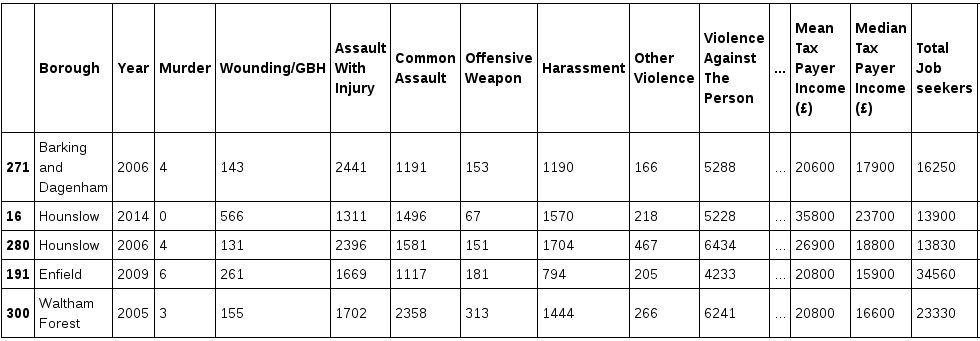 Borough Year Murder Wounding/GBH Assault With Injury Common Assault Offensive Weapon Harassment Other Violence Violence Against The Person ... Mean Tax Payer Income (£) Median Tax Payer Income (£) Total Job seekers
271 Barking and Dagenham 2006 4 143 2441 1191 153 1190 166 5288 ... 20600 17900 16250
16 Hounslow 2014 0 566 1311 1496 67 1570 218 5228 ... 35800 23700 13900
280 Hounslow 2006 4 131 2396 1581 151 1704 467 6434 ... 26900 18800 13830
191 Enfield 2009 6 261 1669 1117 181 794 205 4233 ... 20800 15900 34560
300 Waltham Forest 2005 3 155 1702 2358 313 1444 266 6241 ... 20800 16600 23330